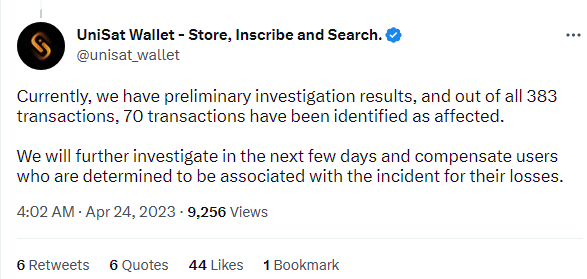 UniSat Wallet - Store, Inscribe and Search.
@unisat_wallet
Currently, we have preliminary investigation results, and out of all 383
transactions, 70 transactions have been identified as affected.
We will further investigate in the next few days and compensate users
who are determined to be associated with the incident for their losses.
4:02 AM · Apr 24, 2023 · 9,256 Views
6 Retweets 6 Quotes 44 Likes 1 Bookmark